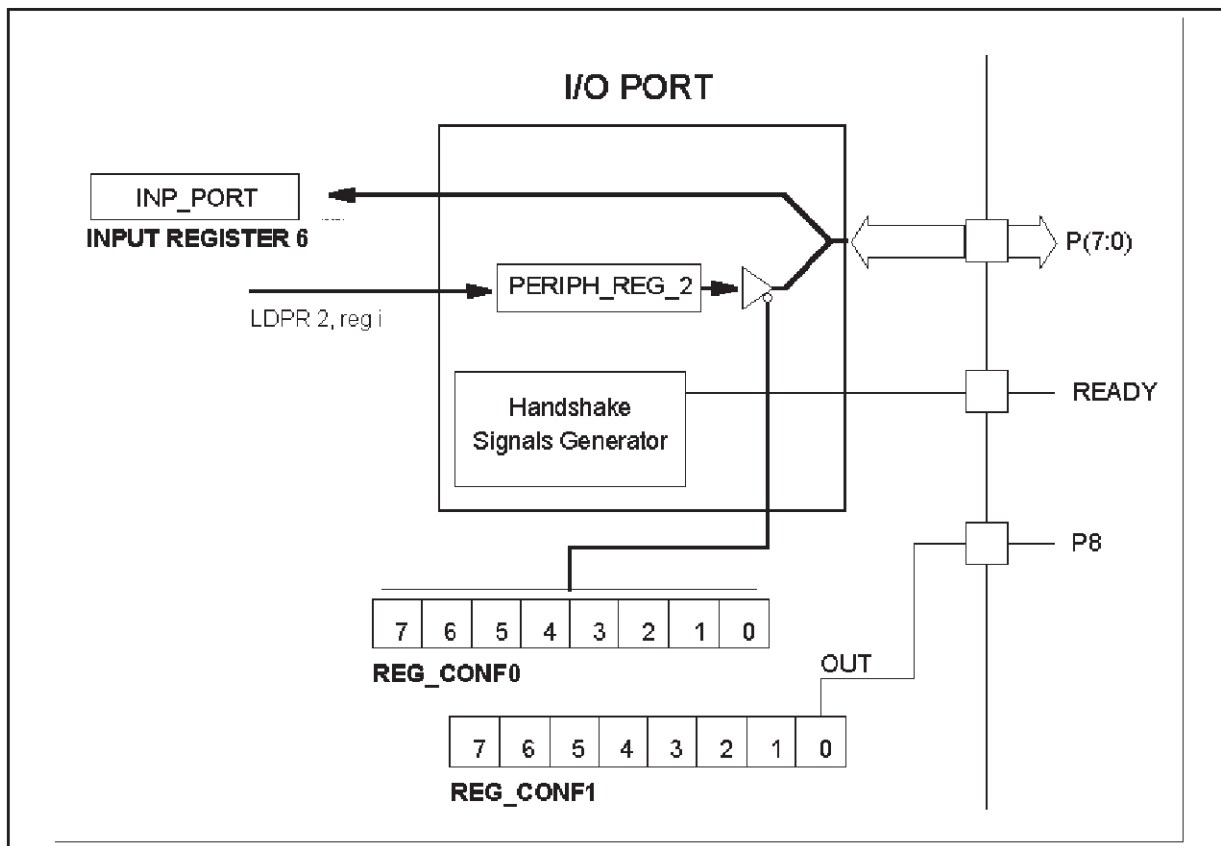 I/O PORT
INP_PORT
INPUT REGISTER 6
P(7:0)
PERIPH_REG_2
LDPR 2, reg i
READY
Handshake
Signals Generator
P8
7 6 5 4 3 2 1 0
REG_CONF0
OUT
7 6 5 4 3 2 1 0
REG_CONF1